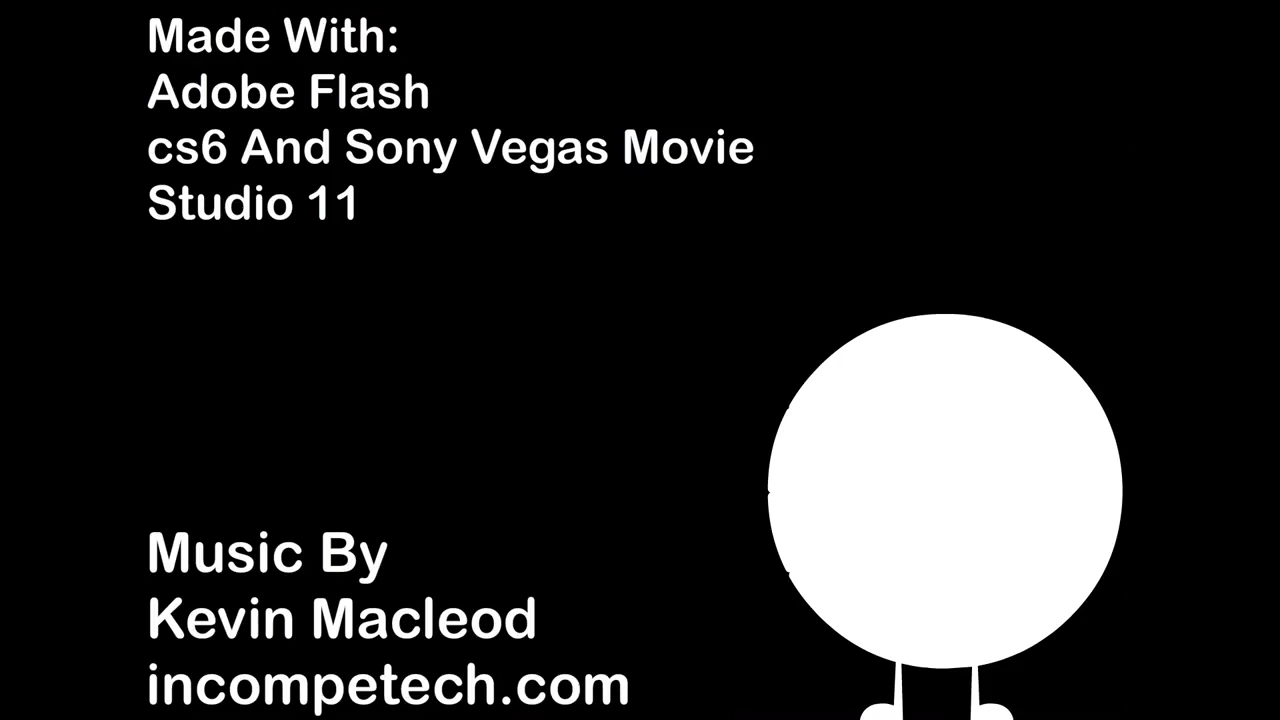 Made With:
Adobe Flash
cs6 And Sony Vegas Movie
Studio 11
Music By
Kevin Macleod
incompetech.com